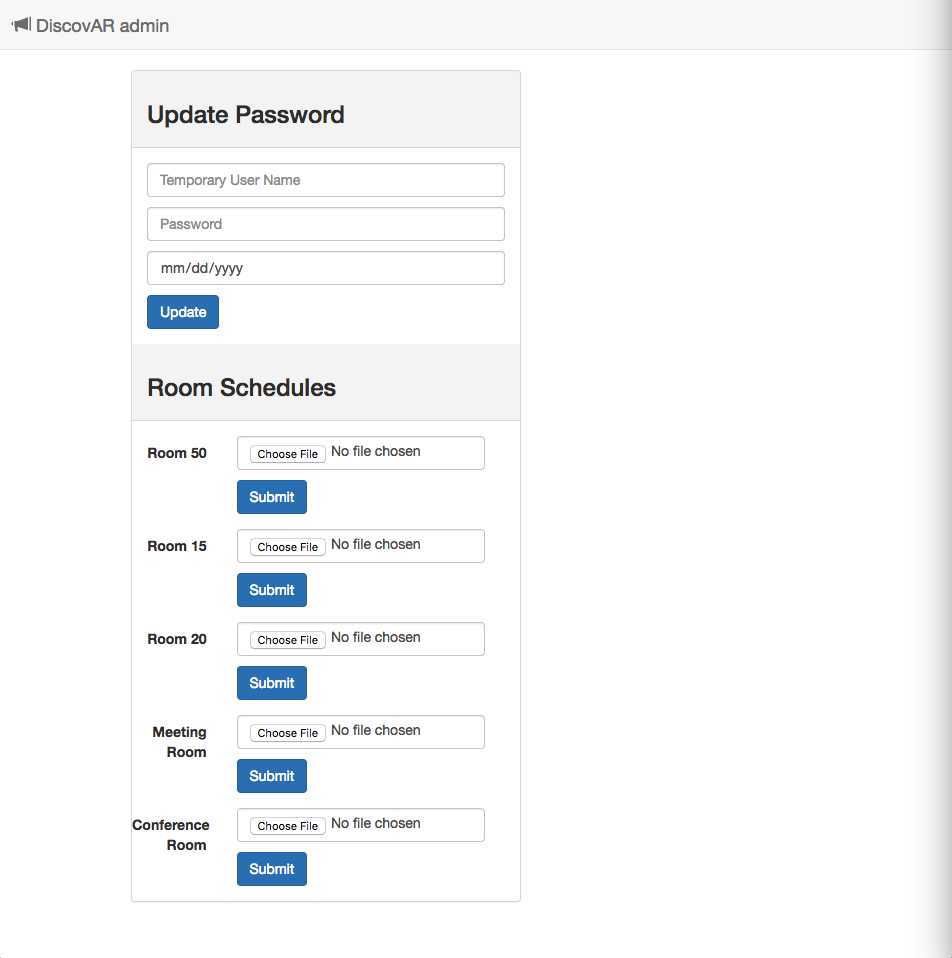 DiscovAR admin
Update Password
Temporary User Name
Password
mm/dd/yyyy
Update
Room Schedules
Room 50 Choose File No file chosen
Submit
Room 15 Choose File No file chosen
Submit
Room 20 Choose File No file chosen
Submit
Meeting Choose File No file chosen
Room
Submit
Conference Choose File No file chosen
Room
Submit